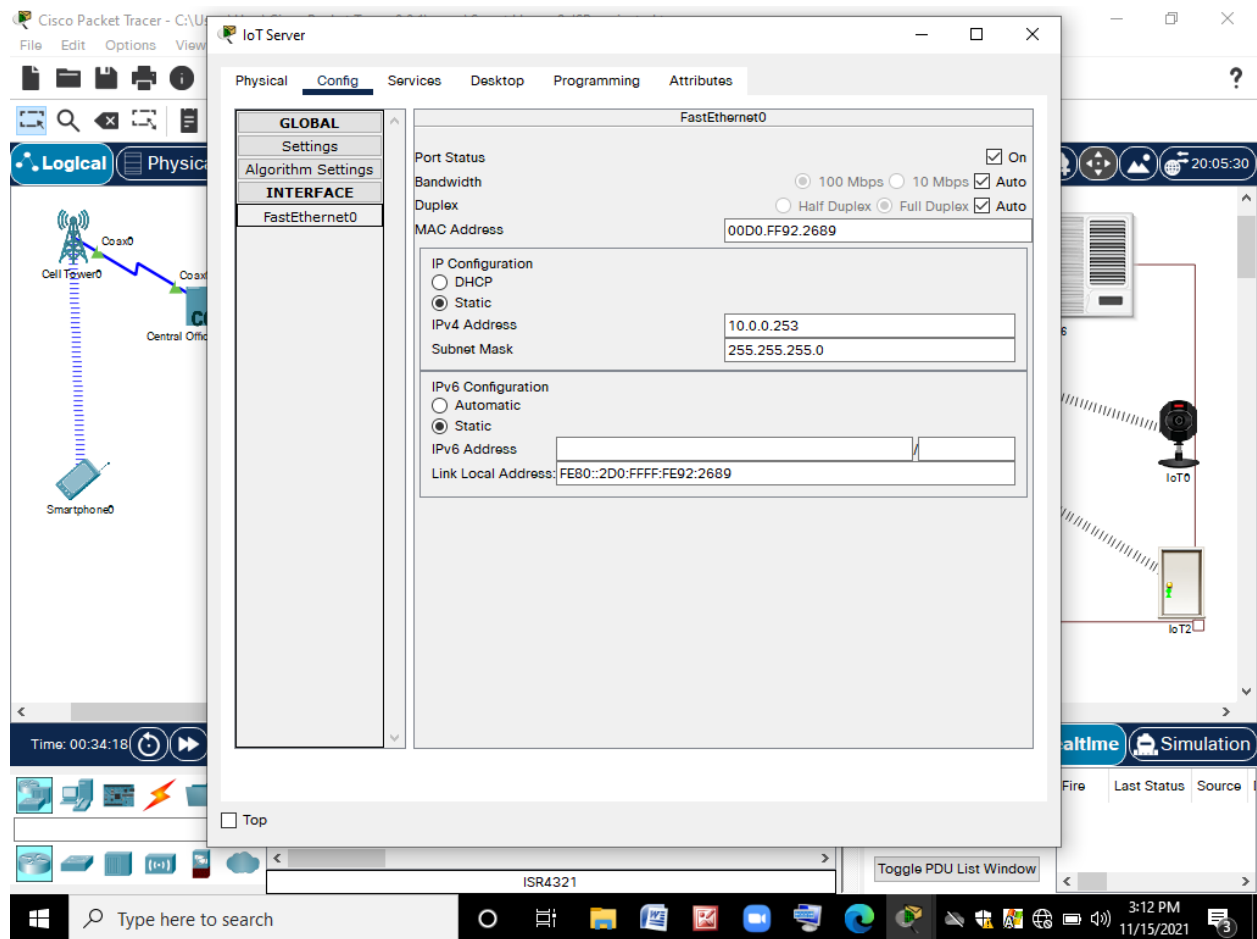 Cisco Packet Tracer - C:\Us
IoT Server
File Edit Options View
Physical Config Services Desktop Programming Attributes
?
GLOBAL
Settings
Algorithm Settings
INTERFACE
FastEthernet0
FastEthernet0
Port Status On
Bandwidth 100 Mbps 10 Mbps Auto
Duplex Half Duplex Full Duplex Auto
MAC Address 00D0.FF92.2689
IP Configuration
DHCP
Static
IPv4 Address 10.0.0.253
Subnet Mask 255.255.255.0
IPv6 Configuration
Automatic
Static
IPv6 Address /
Link Local Address: FE80::2D0:FFFF:FE92:2689
Top
Logical Physica
20:05:30
Coax0
Cell Tower0 Coax
Central Offic
Smartphone0
6
IoT0
IoT2
Time: 00:34:18
ealtime Simulation
Fire Last Status Source
ISR4321
Toggle PDU List Window
Type here to search
3:12 PM
11/15/2021
3